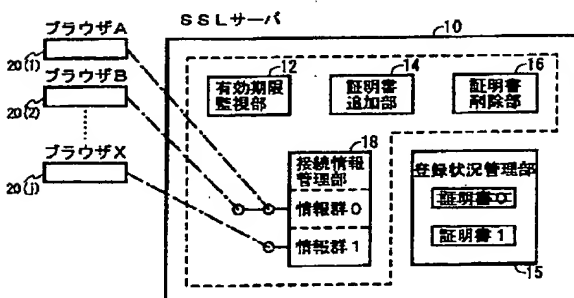 SSLサーバ
10
ブラウザA
20(1)
ブラウザB
20(2)
ブラウザX
20(j)
12
有効期限
監視部
14
証明書
追加部
16
証明書
削除部
18
接続情報
管理部
情報群0
情報群1
登録状況管理部
証明書0
証明書1
15